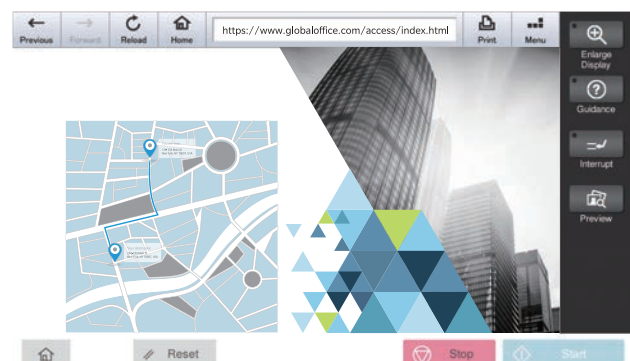 Previous
Forward
Reload
Home
https://www.globaloffice.com/access/index.html
Print
Menu
Enlarge
Display
Guidance
Interrupt
Preview
Reset
Stop
Start